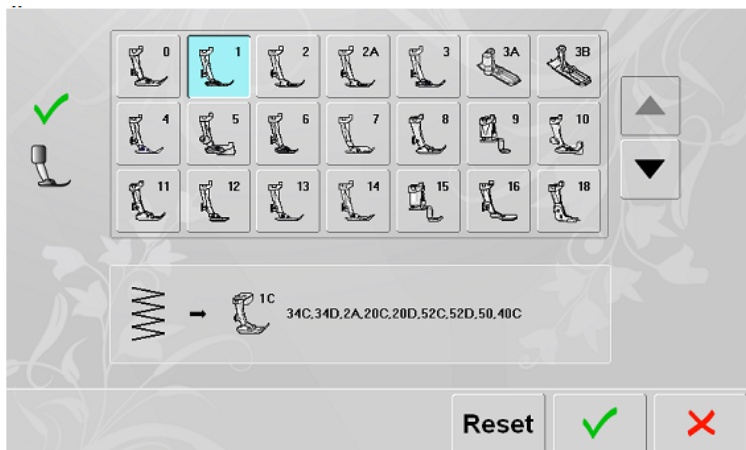 0 1 2 2A 3 3A 3B
4 5 6 7 8 9 10
11 12 13 14 15 16 18
1C 34C,34D,2A,20C,20D,52C,52D,50,40C
Reset